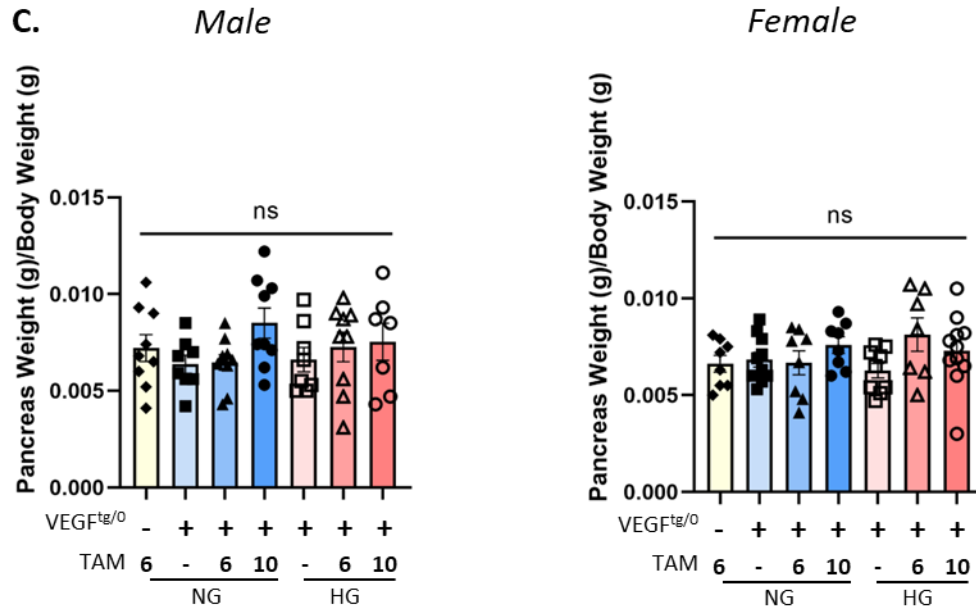 C.
Male
Pancreas Weight (g)/Body Weight (g)
0.015
0.010
0.005
0.000
ns
VEGFtg/0 - + + + + + +
TAM 6 - 6 10 - 6 10
NG HG
Female
Pancreas Weight (g)/Body Weight (g)
0.015
0.010
0.005
0.000
ns
VEGFtg/0 - + + + + + +
TAM 6 - 6 10 - 6 10
NG HG